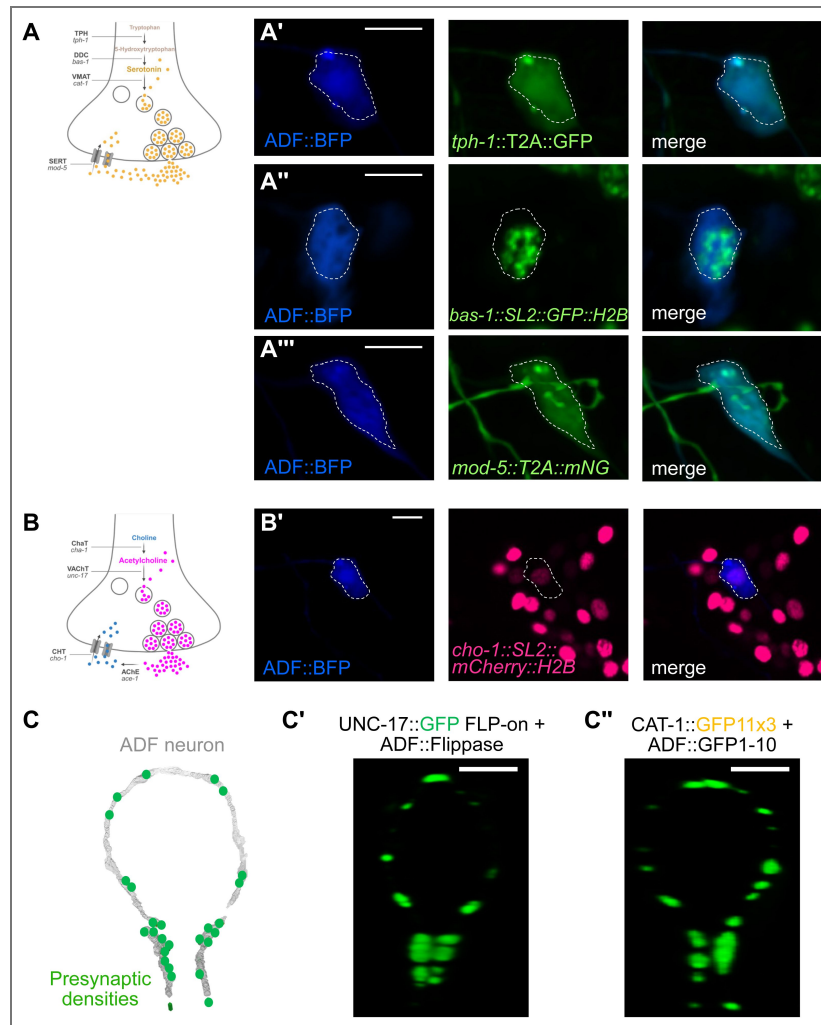 A
Tryptophan
TPH
tph-1
5-Hydroxytryptophan
DDC
bas-1
Serotonin
VMAT
cat-1
SERT
mod-5
A'
ADF::BFP
tph-1::T2A::GFP
merge
A''
ADF::BFP
bas-1::SL2::GFP::H2B
merge
A'''
ADF::BFP
mod-5::T2A::mNG
merge
B
ChaT
cha-1
Choline
Acetylcholine
VAChT
unc-17
CHT
cho-1
AChE
ace-1
B'
ADF::BFP
cho-1::SL2::
mCherry::H2B
merge
C
ADF neuron
Presynaptic
densities
C'
UNC-17::GFP FLP-on +
ADF::Flippase
C''
CAT-1::GFP11x3 +
ADF::GFP1-10